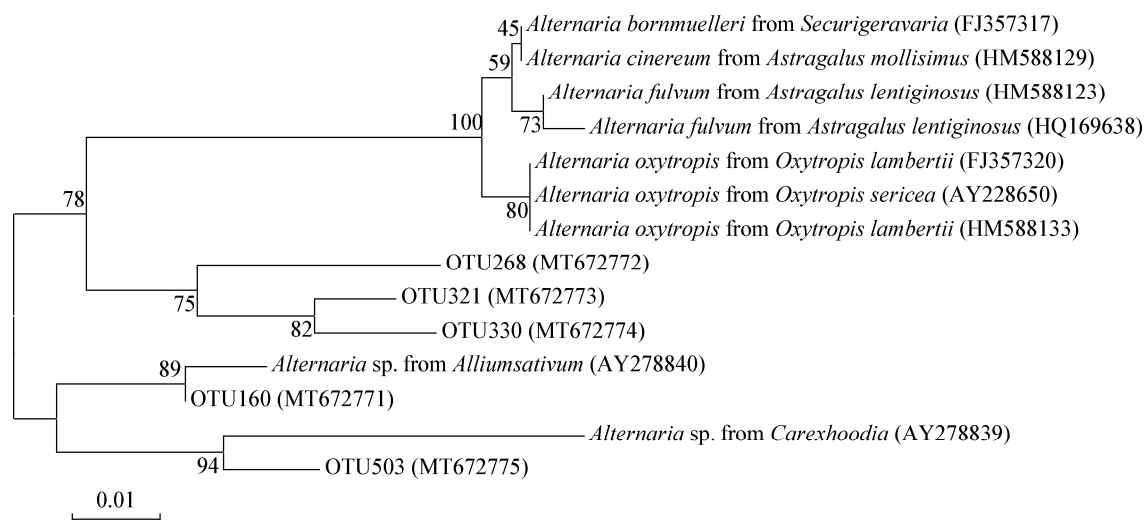 45 Alternaria bornmuelleri from Securigeravaria (FJ357317)
Alternaria cinereum from Astragalus mollisimus (HM588129)
59
Alternaria fulvum from Astragalus lentiginosus (HM588123)
100
73 Alternaria fulvum from Astragalus lentiginosus (HQ169638)
Alternaria oxytropis from Oxytropis lambertii (FJ357320)
78
Alternaria oxytropis from Oxytropis sericea (AY228650)
80
Alternaria oxytropis from Oxytropis lambertii (HM588133)
OTU268 (MT672772)
75
OTU321 (MT672773)
82
OTU330 (MT672774)
89 Alternaria sp. from Alliumsativum (AY278840)
OTU160 (MT672771)
Alternaria sp. from Carexhoodia (AY278839)
94
OTU503 (MT672775)
0.01